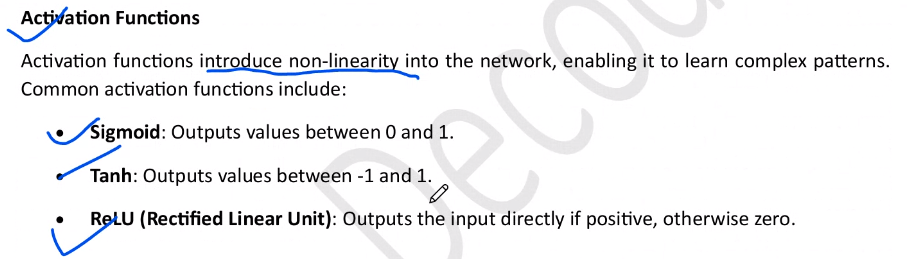 Activation Functions
Activation functions introduce non-linearity into the network, enabling it to learn complex patterns.
Common activation functions include:
• Sigmoid: Outputs values between 0 and 1.
• Tanh: Outputs values between -1 and 1.
• ReLU (Rectified Linear Unit): Outputs the input directly if positive, otherwise zero.